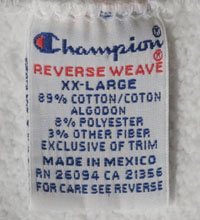 Champion®
REVERSE WEAVE®
XX-LARGE
89% COTTON/COTON
ALGODON
8% POLYESTER
3% OTHER FIBER
EXCLUSIVE OF TRIM
MADE IN MEXICO
RN 26094 CA 21356
FOR CARE SEE REVERSE